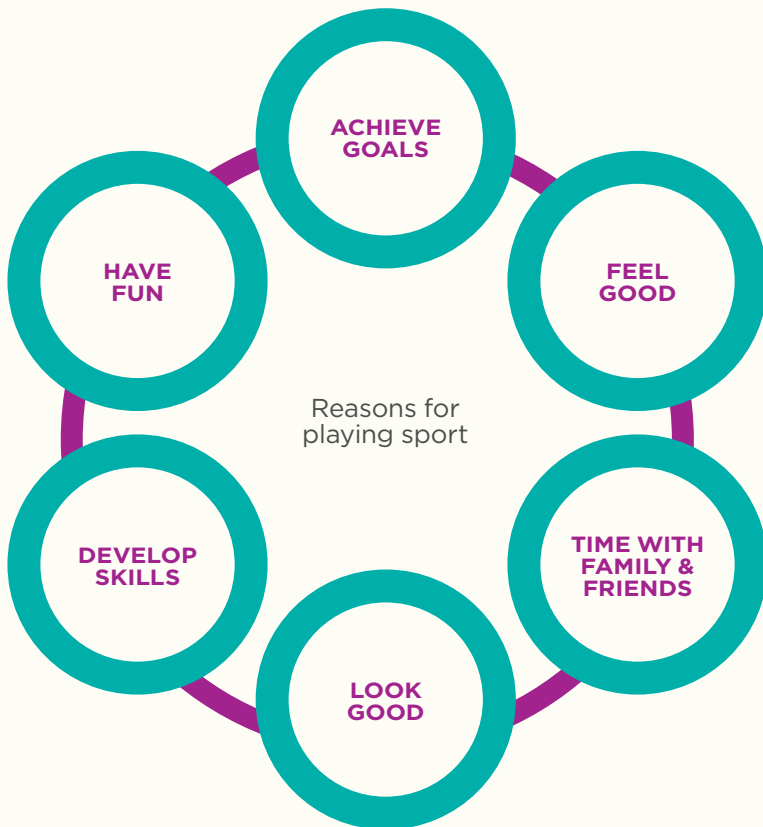 ACHIEVE
GOALS
HAVE
FUN
FEEL
GOOD
Reasons for
playing sport
DEVELOP
SKILLS
TIME WITH
FAMILY &
FRIENDS
LOOK
GOOD